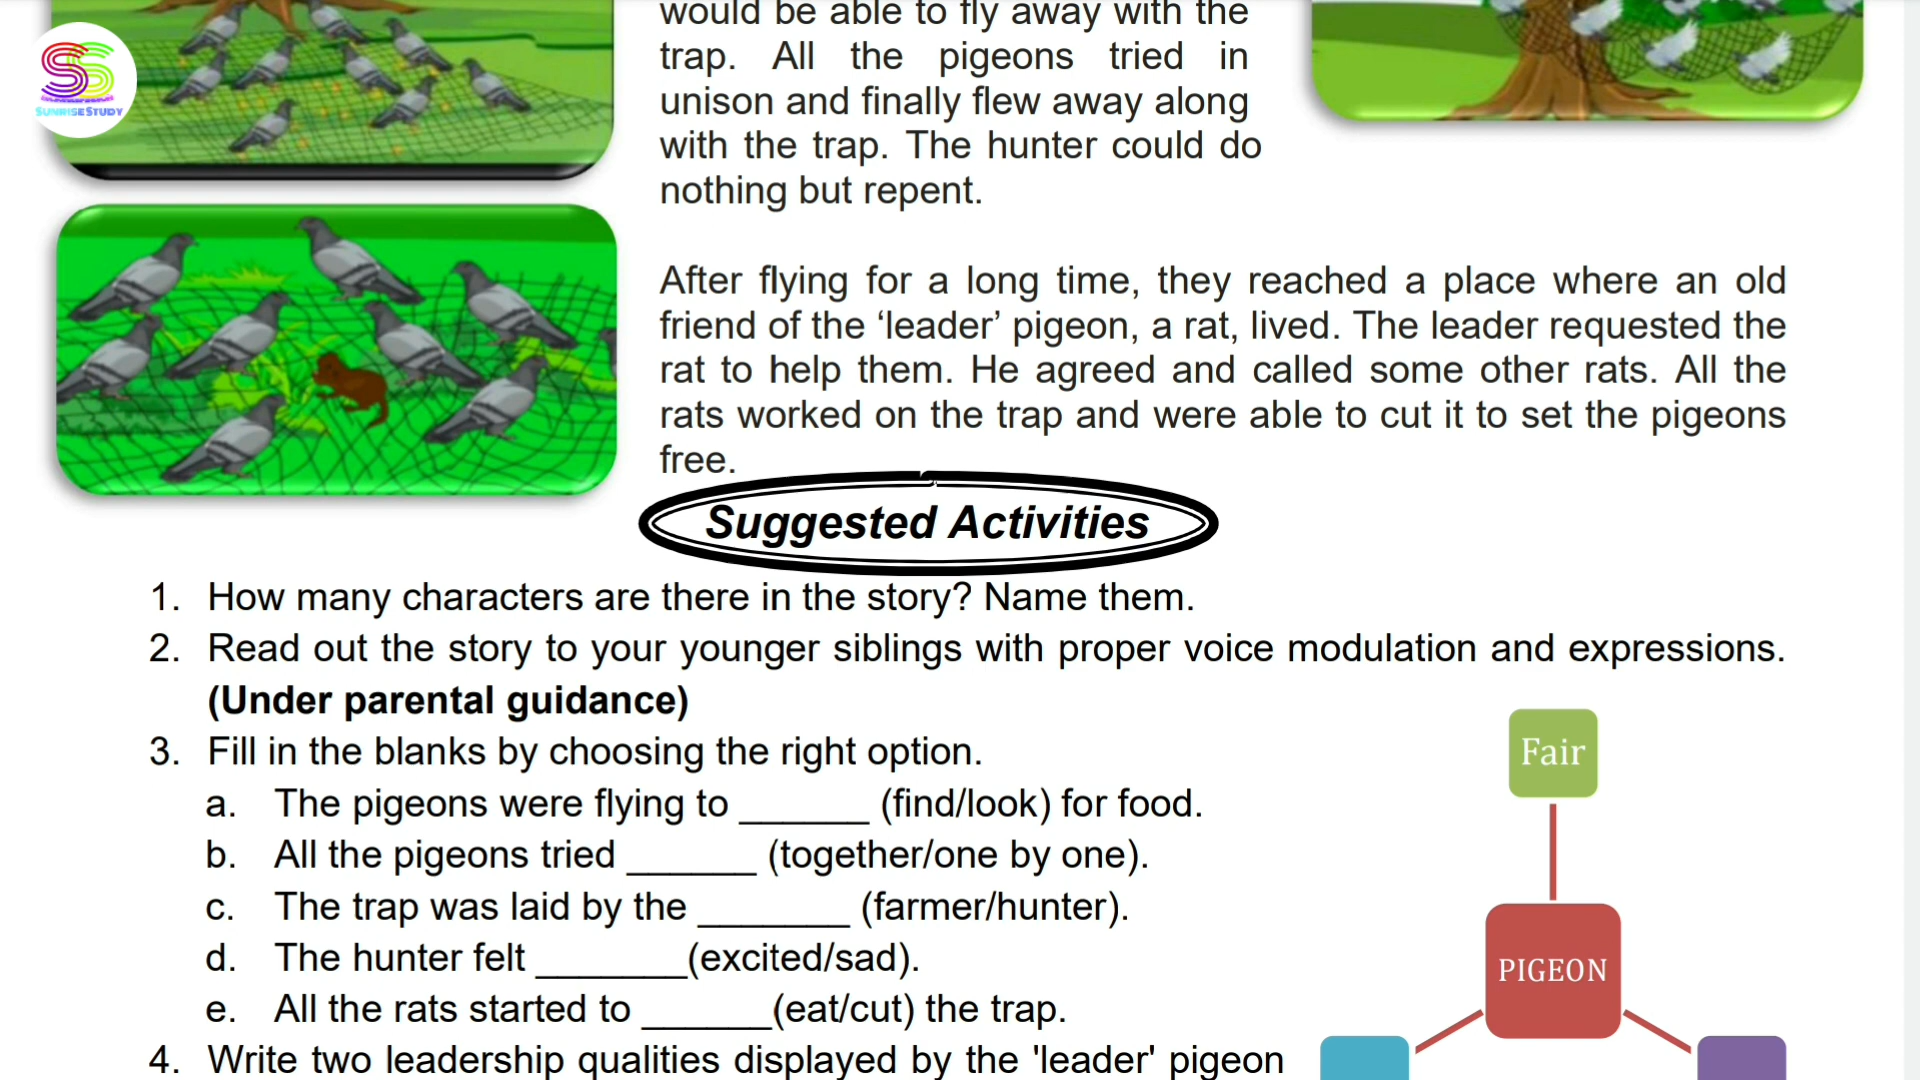 SUNRISE STUDY
would be able to fly away with the
trap. All the pigeons tried in
unison and finally flew away along
with the trap. The hunter could do
nothing but repent.
After flying for a long time, they reached a place where an old
friend of the ‘leader’ pigeon, a rat, lived. The leader requested the
rat to help them. He agreed and called some other rats. All the
rats worked on the trap and were able to cut it to set the pigeons
free.
Suggested Activities
1. How many characters are there in the story? Name them.
2. Read out the story to your younger siblings with proper voice modulation and expressions.
(Under parental guidance)
3. Fill in the blanks by choosing the right option.
a. The pigeons were flying to ______ (find/look) for food.
b. All the pigeons tried ______ (together/one by one).
c. The trap was laid by the _______ (farmer/hunter).
d. The hunter felt _______(excited/sad).
e. All the rats started to ______(eat/cut) the trap.
4. Write two leadership qualities displayed by the 'leader' pigeon
Fair
PIGEON